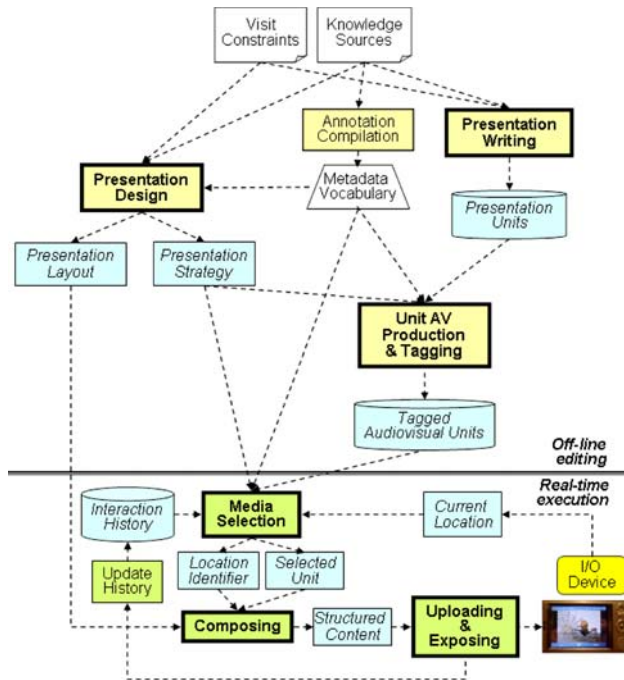 Visit
Constraints
Knowledge
Sources
Annotation
Compilation
Presentation
Writing
Presentation
Design
Metadata
Vocabulary
Presentation
Units
Presentation
Layout
Presentation
Strategy
Unit AV
Production
& Tagging
Tagged
Audiovisual Units
Off-line
editing
Real-time
execution
Interaction
History
Media
Selection
Current
Location
Update
History
Location
Identifier
Selected
Unit
I/O
Device
Composing
Structured
Content
Uploading
&
Exposing